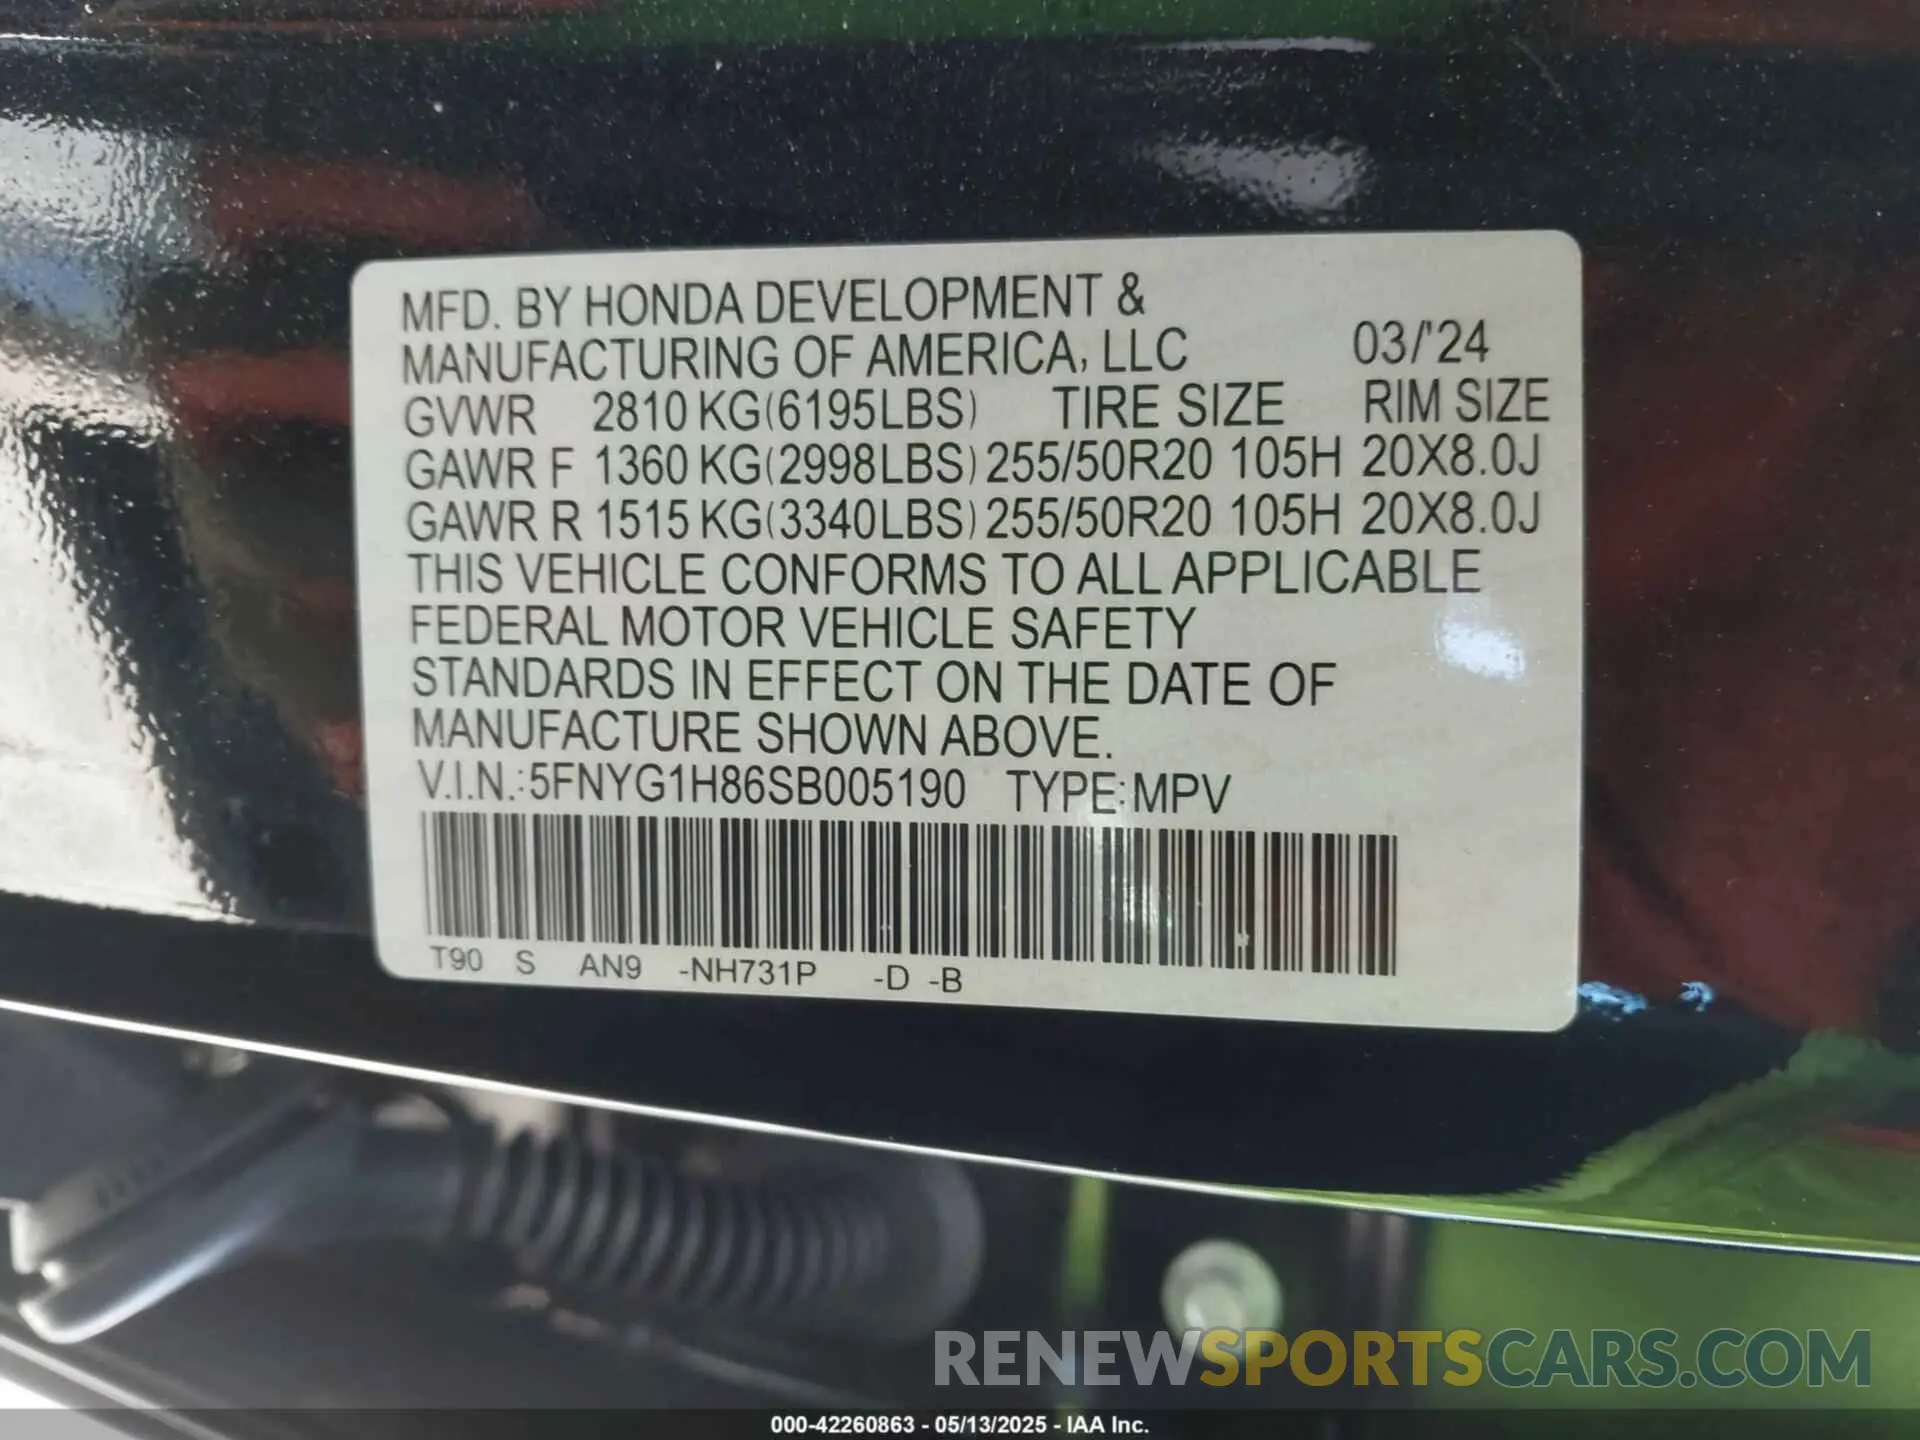 MFD. BY HONDA DEVELOPMENT &
MANUFACTURING OF AMERICA, LLC 03/'24
GVWR 2810 KG(6195LBS) TIRE SIZE RIM SIZE
GAWR F 1360 KG(2998LBS) 255/50R20 105H 20X8.0J
GAWR R 1515 KG(3340LBS) 255/50R20 105H 20X8.0J
THIS VEHICLE CONFORMS TO ALL APPLICABLE
FEDERAL MOTOR VEHICLE SAFETY
STANDARDS IN EFFECT ON THE DATE OF
MANUFACTURE SHOWN ABOVE.
V.I.N.:5FNYG1H86SB005190 TYPE:MPV
T90 S AN9 -NH731P -D -B
RENEWSPORTSCARS.COM
000-42260863 - 05/13/2025 - IAA Inc.